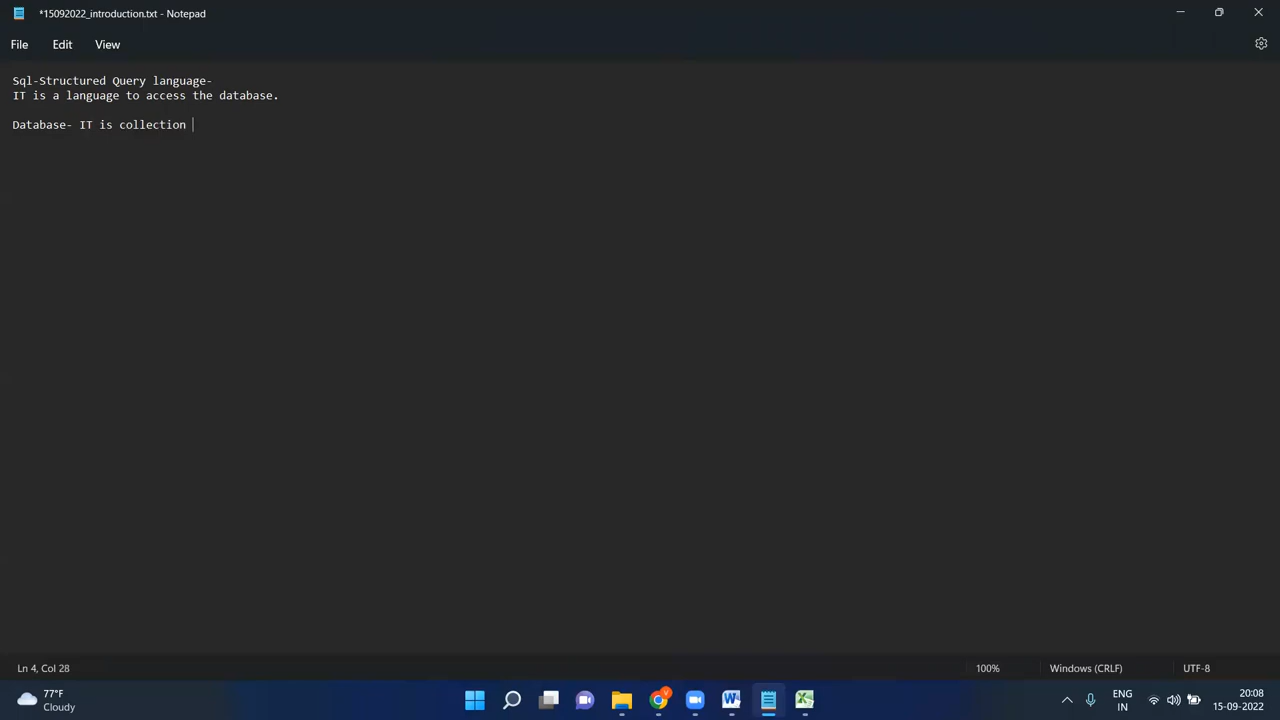 *15092022_introduction.txt - Notepad
File Edit View
Sql-Structured Query language-
IT is a language to access the database.
Database- IT is collection
Ln 4, Col 28
100%
Windows (CRLF)
UTF-8
77°F
Cloudy
ENG
IN
20:08
15-09-2022